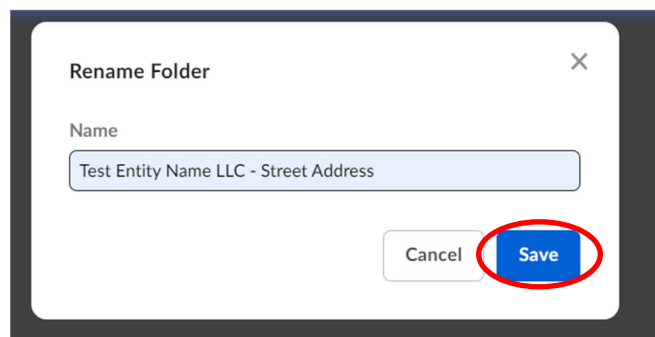 Rename Folder
Name
Test Entity Name LLC - Street Address
Cancel
Save